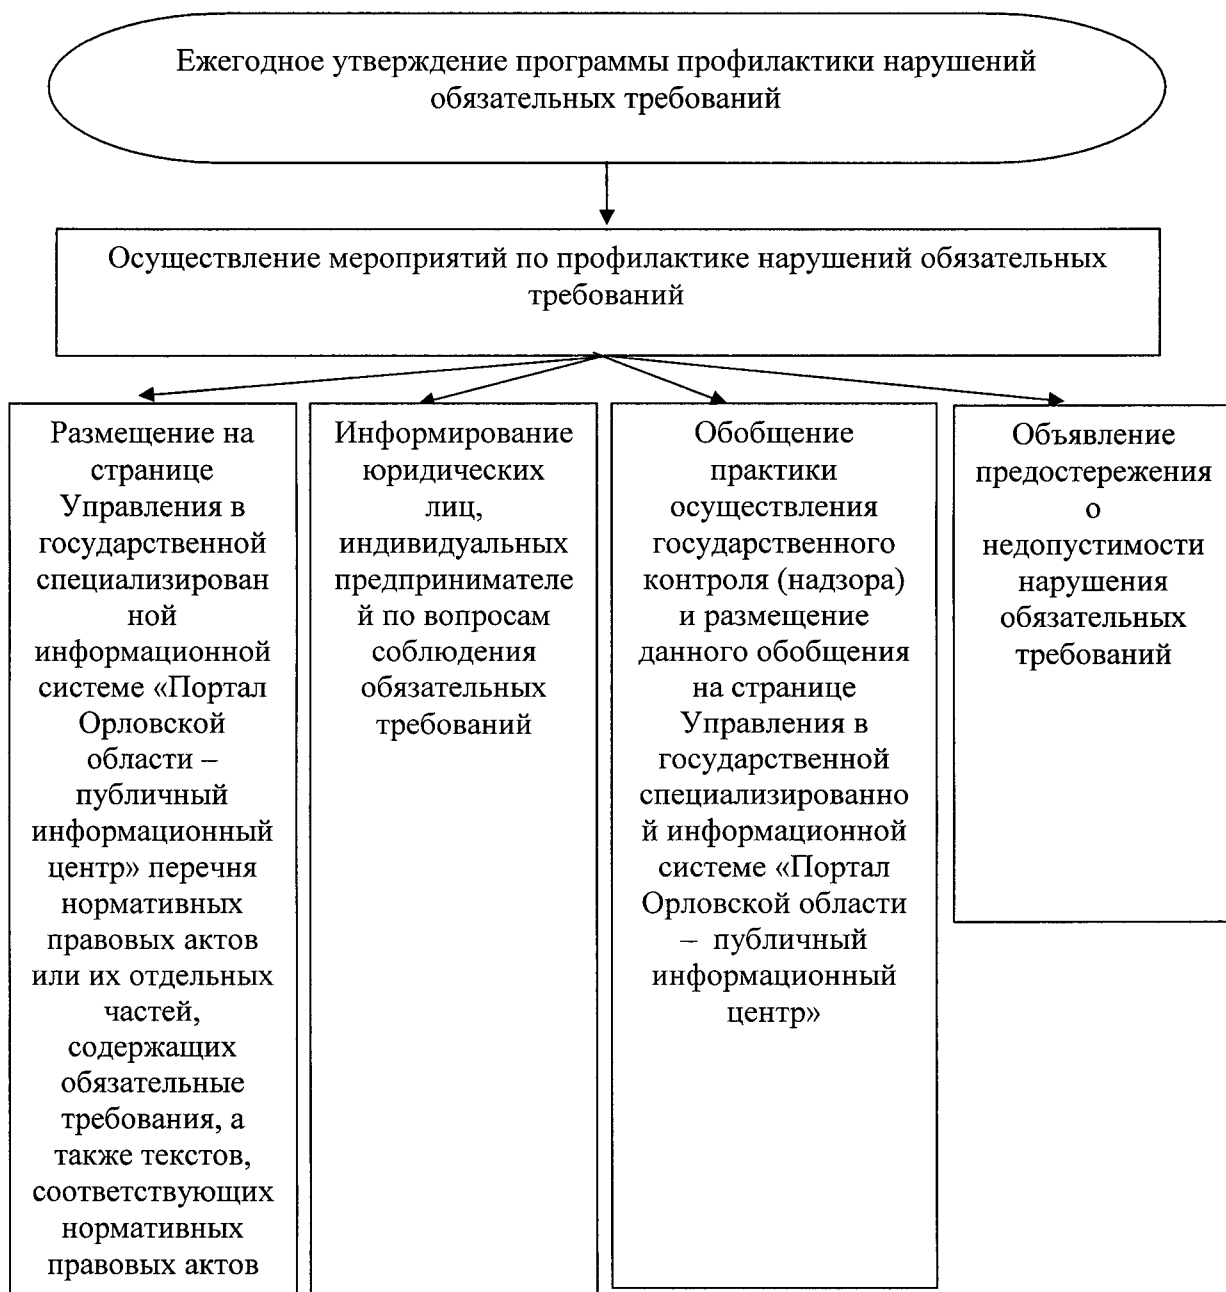 Ежегодное утверждение программы профилактики нарушений
обязательных требований
Осуществление мероприятий по профилактике нарушений обязательных
требований
Размещение на
странице
Управления в
государственной
специализирован
ной
информационной
системе «Портал
Орловской
области –
публичный
информационный
центр» перечня
нормативных
правовых актов
или их отдельных
частей,
содержащих
обязательные
требования, а
также текстов,
соответствующих
нормативных
правовых актов
Информирование
юридических
лиц,
индивидуальных
предпринимателе
й по вопросам
соблюдения
обязательных
требований
Обобщение
практики
осуществления
государственного
контроля (надзора)
и размещение
данного обобщения
на странице
Управления в
государственной
специализированно
й информационной
системе «Портал
Орловской области
– публичный
информационный
центр»
Объявление
предостережения
о
недопустимости
нарушения
обязательных
требований